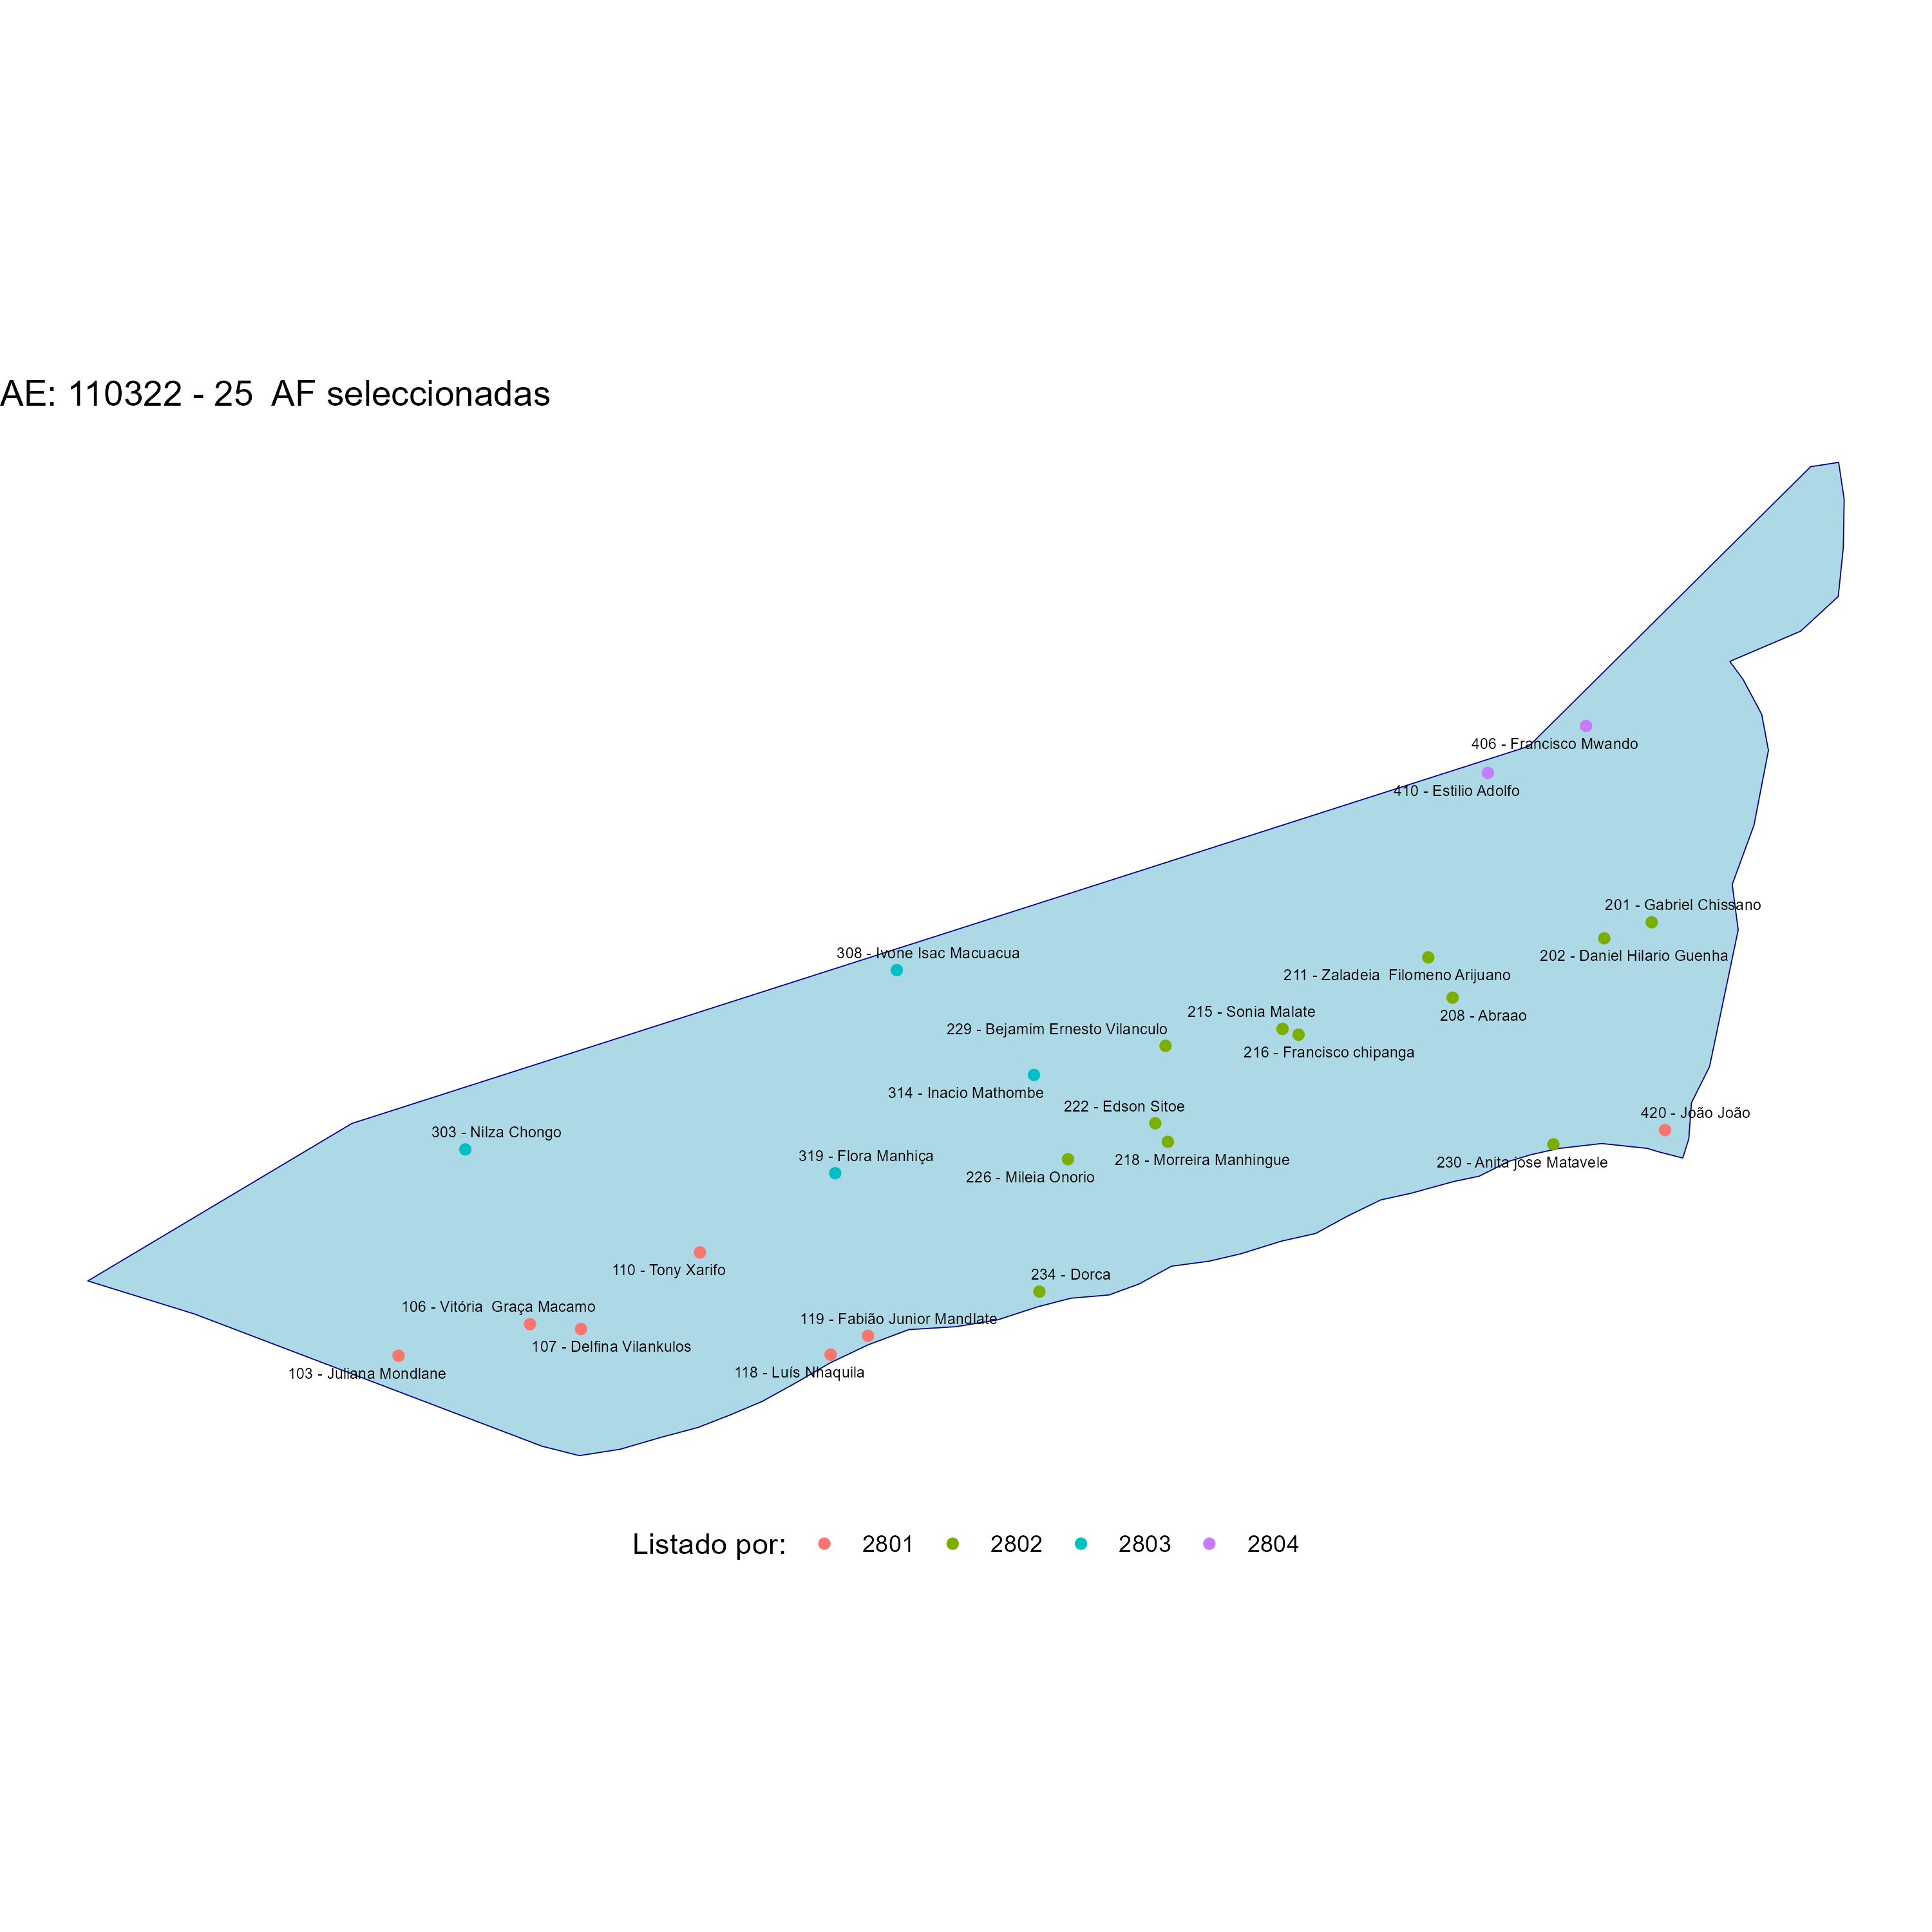 AE: 110322 - 25  AF seleccionadas
406 - Francisco Mwando
410 - Estilio Adolfo
201 - Gabriel Chissano
308 - Ivone Isac Macuacua
202 - Daniel Hilario Guenha
211 - Zaladeia  Filomeno Arijuano
215 - Sonia Malate
208 - Abraao
229 - Bejamim Ernesto Vilanculo
216 - Francisco chipanga
314 - Inacio Mathombe
222 - Edson Sitoe
420 - João João
303 - Nilza Chongo
319 - Flora Manhiça
218 - Morreira Manhingue
230 - Anita jose Matavele
226 - Mileia Onorio
110 - Tony Xarifo
234 - Dorca
106 - Vitória  Graça Macamo
119 - Fabião Junior Mandlate
107 - Delfina Vilankulos
118 - Luís Nhaquila
103 - Juliana Mondlane
Listado por: 2801 2802 2803 2804